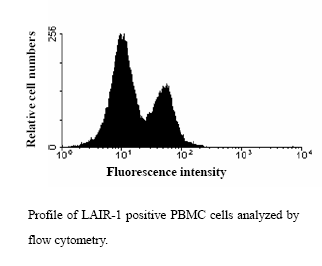 Relative cell numbers
256
0
10⁰ 10¹ 10² 10³ 10⁴
Fluorescence intensity
Profile of LAIR-1 positive PBMC cells analyzed by
flow cytometry.